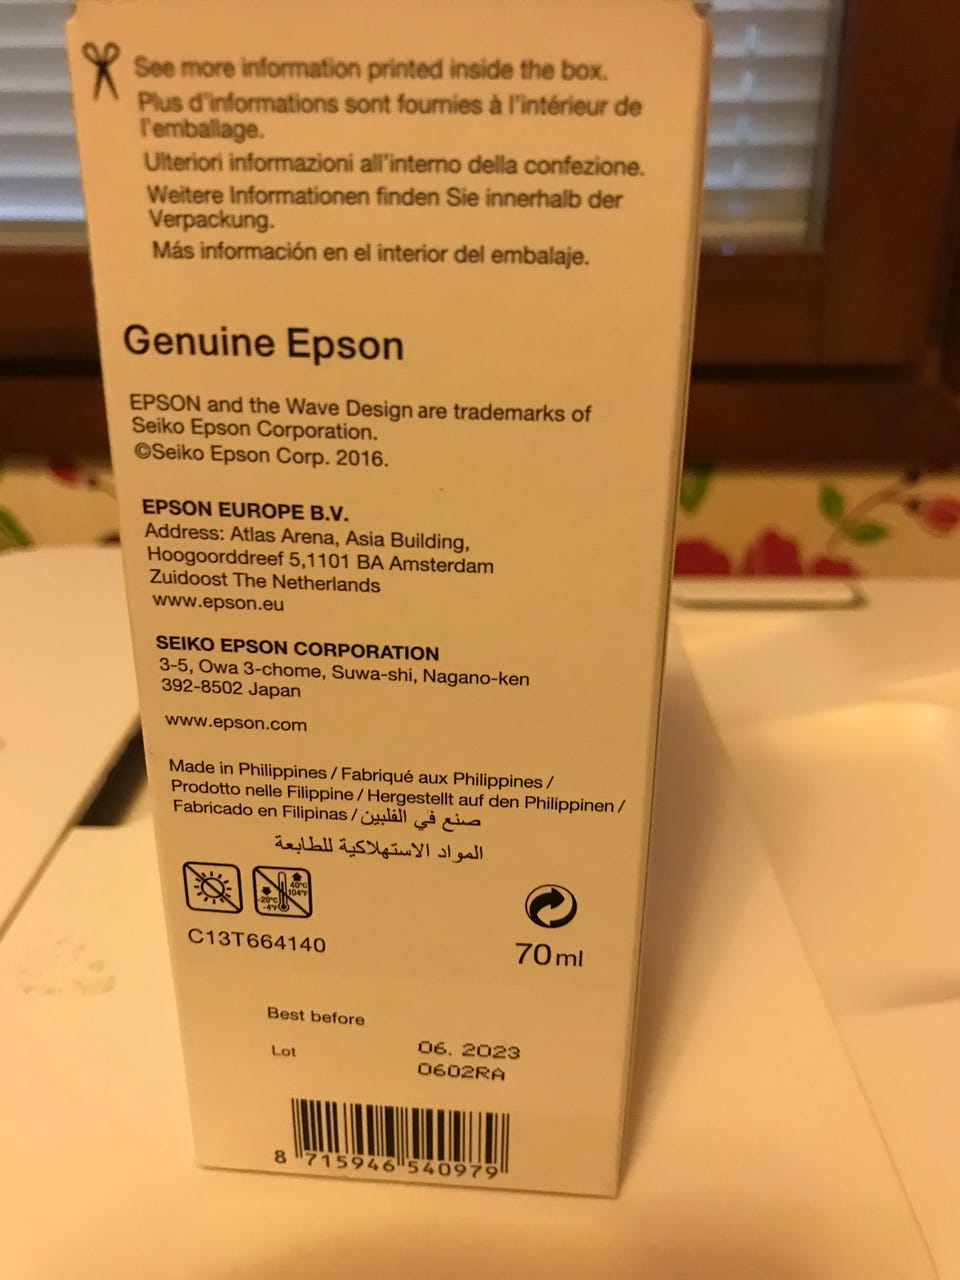 See more information printed inside the box.
Plus d'informations sont fournies à l'intérieur de
l'emballage.
Ulteriori informazioni all'interno della confezione.
Weitere Informationen finden Sie innerhalb der
Verpackung.
Más información en el interior del embalaje.
Genuine Epson
EPSON and the Wave Design are trademarks of
Seiko Epson Corporation.
©Seiko Epson Corp. 2016.
EPSON EUROPE B.V.
Address: Atlas Arena, Asia Building,
Hoogoorddreef 5,1101 BA Amsterdam
Zuidoost The Netherlands
www.epson.eu
SEIKO EPSON CORPORATION
3-5, Owa 3-chome, Suwa-shi, Nagano-ken
392-8502 Japan
www.epson.com
Made in Philippines / Fabriqué aux Philippines /
Prodotto nelle Filippine / Hergestellt auf den Philippinen /
Fabricado en Filipinas / صنع في الفلبين
المواد الاستهلاكية للطابعة
40°C
104°F
-20°C
-4°F
C13T664140
70ml
Best before
06. 2023
Lot
0602RA
8 715946 540979